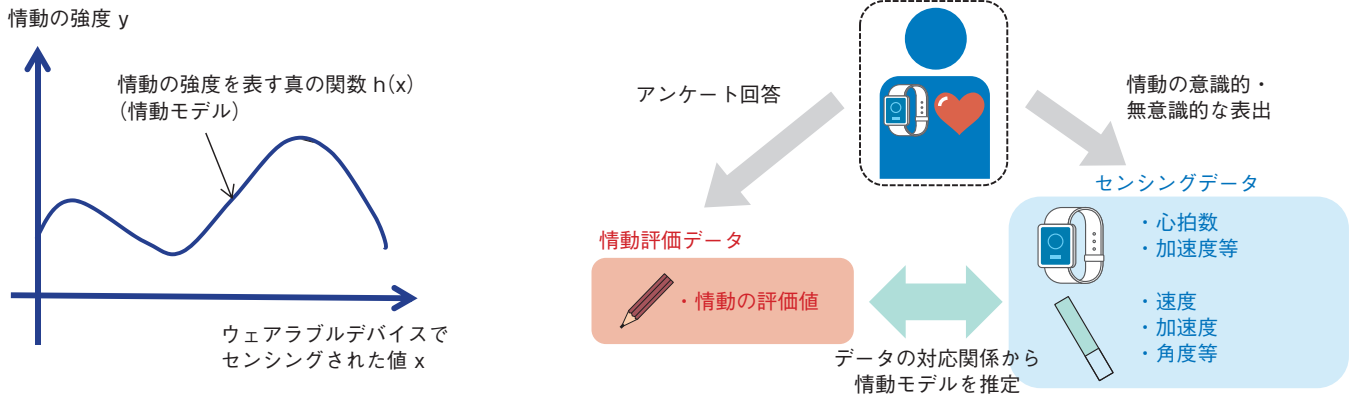 情動の強度 y
情動の強度を表す真の関数 h(x)
(情動モデル)
ウェアラブルデバイスで
センシングされた値 x
アンケート回答
情動の意識的・
無意識的な表出
情動評価データ
・情動の評価値
センシングデータ
・心拍数
・加速度等
・速度
・加速度
・角度等
データの対応関係から
情動モデルを推定